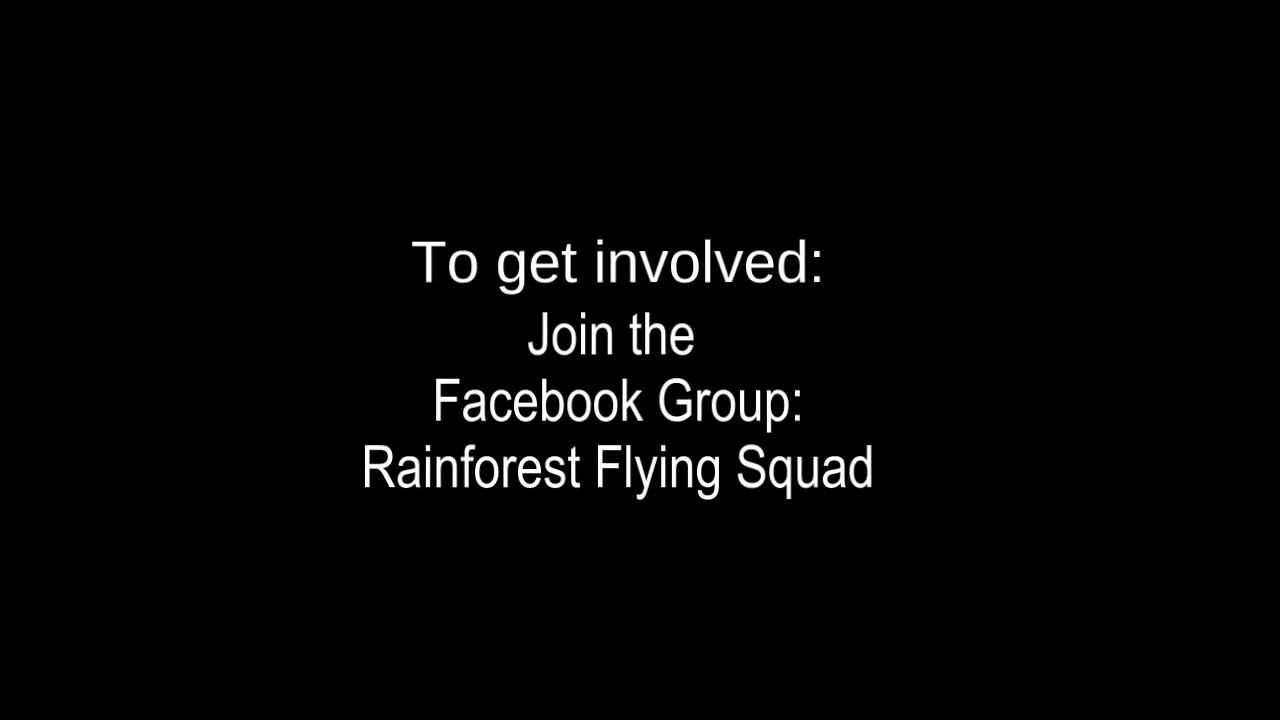 To get involved:
Join the
Facebook Group:
Rainforest Flying Squad